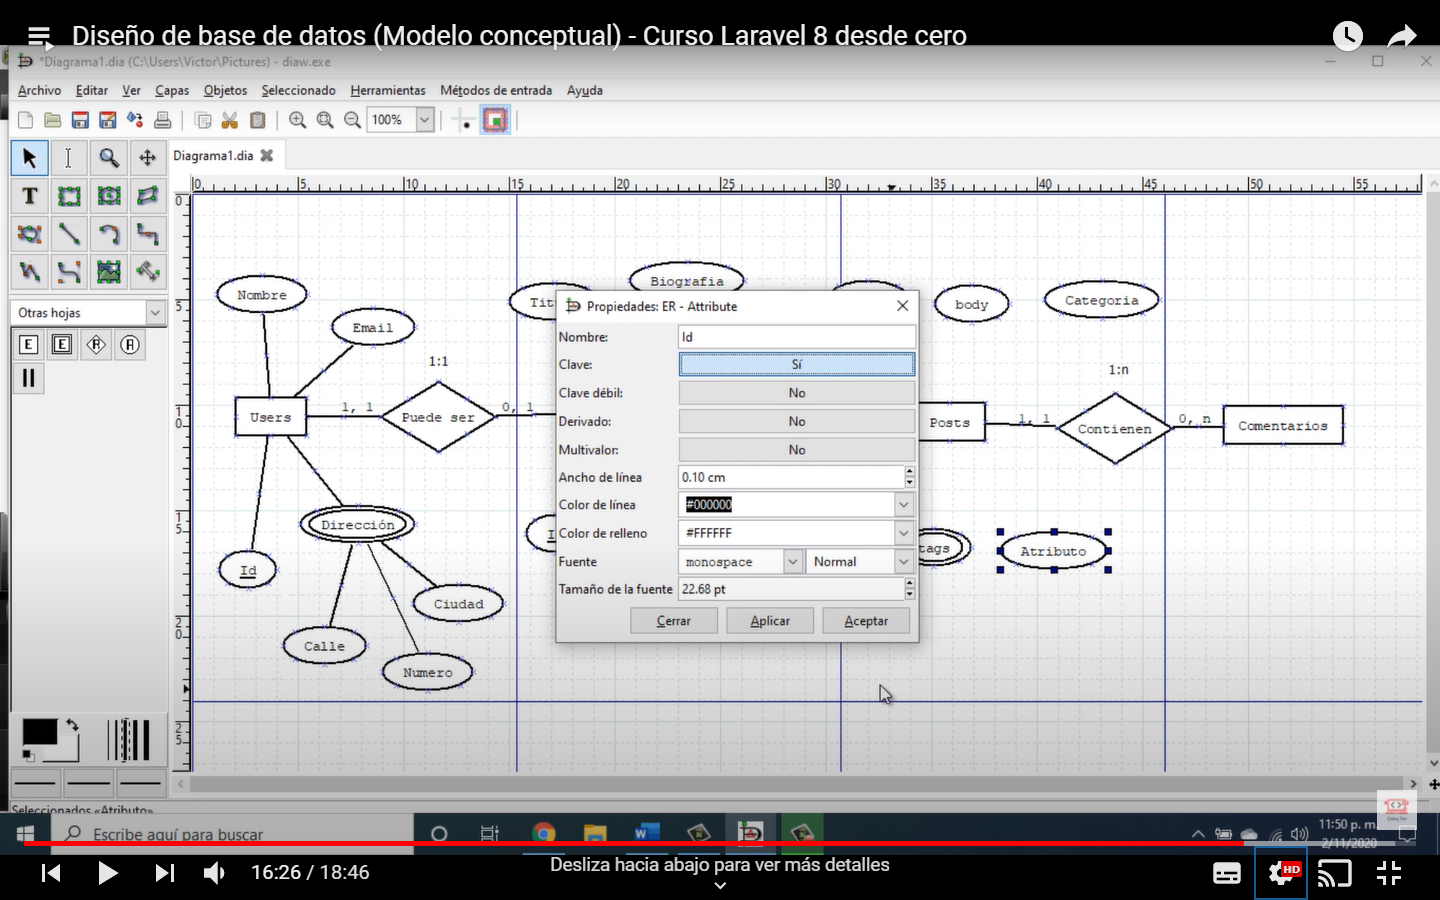 Diseño de base de datos (Modelo conceptual) - Curso Laravel 8 desde cero
*Diagrama1.dia (C:\Users\Victor\Pictures) - diaw.exe
Archivo Editar Ver Capas Objetos Seleccionado Herramientas Métodos de entrada Ayuda
100%
Diagrama1.dia
0 5 10 15 20 25 30 35 40 45 50 55
0
5
10
15
20
25
T
Otras hojas
E E R A
Nombre
Email
Biografia
Tit
body
Categoria
1:1
1:n
Users
1, 1
Puede ser
0, 1
Posts
1, 1
Contienen
0, n
Comentarios
Dirección
Id
I
tags
Atributo
Ciudad
Calle
Numero
Propiedades: ER - Attribute
Nombre: Id
Clave: Sí
Clave débil: No
Derivado: No
Multivalor: No
Ancho de línea 0.10 cm
Color de línea #000000
Color de relleno #FFFFFF
Fuente monospace Normal
Tamaño de la fuente 22.68 pt
Cerrar Aplicar Aceptar
Seleccionados «Atributo»
Escribe aquí para buscar
11:50 p. m.
2/11/2020
16:26 / 18:46
Desliza hacia abajo para ver más detalles
HD